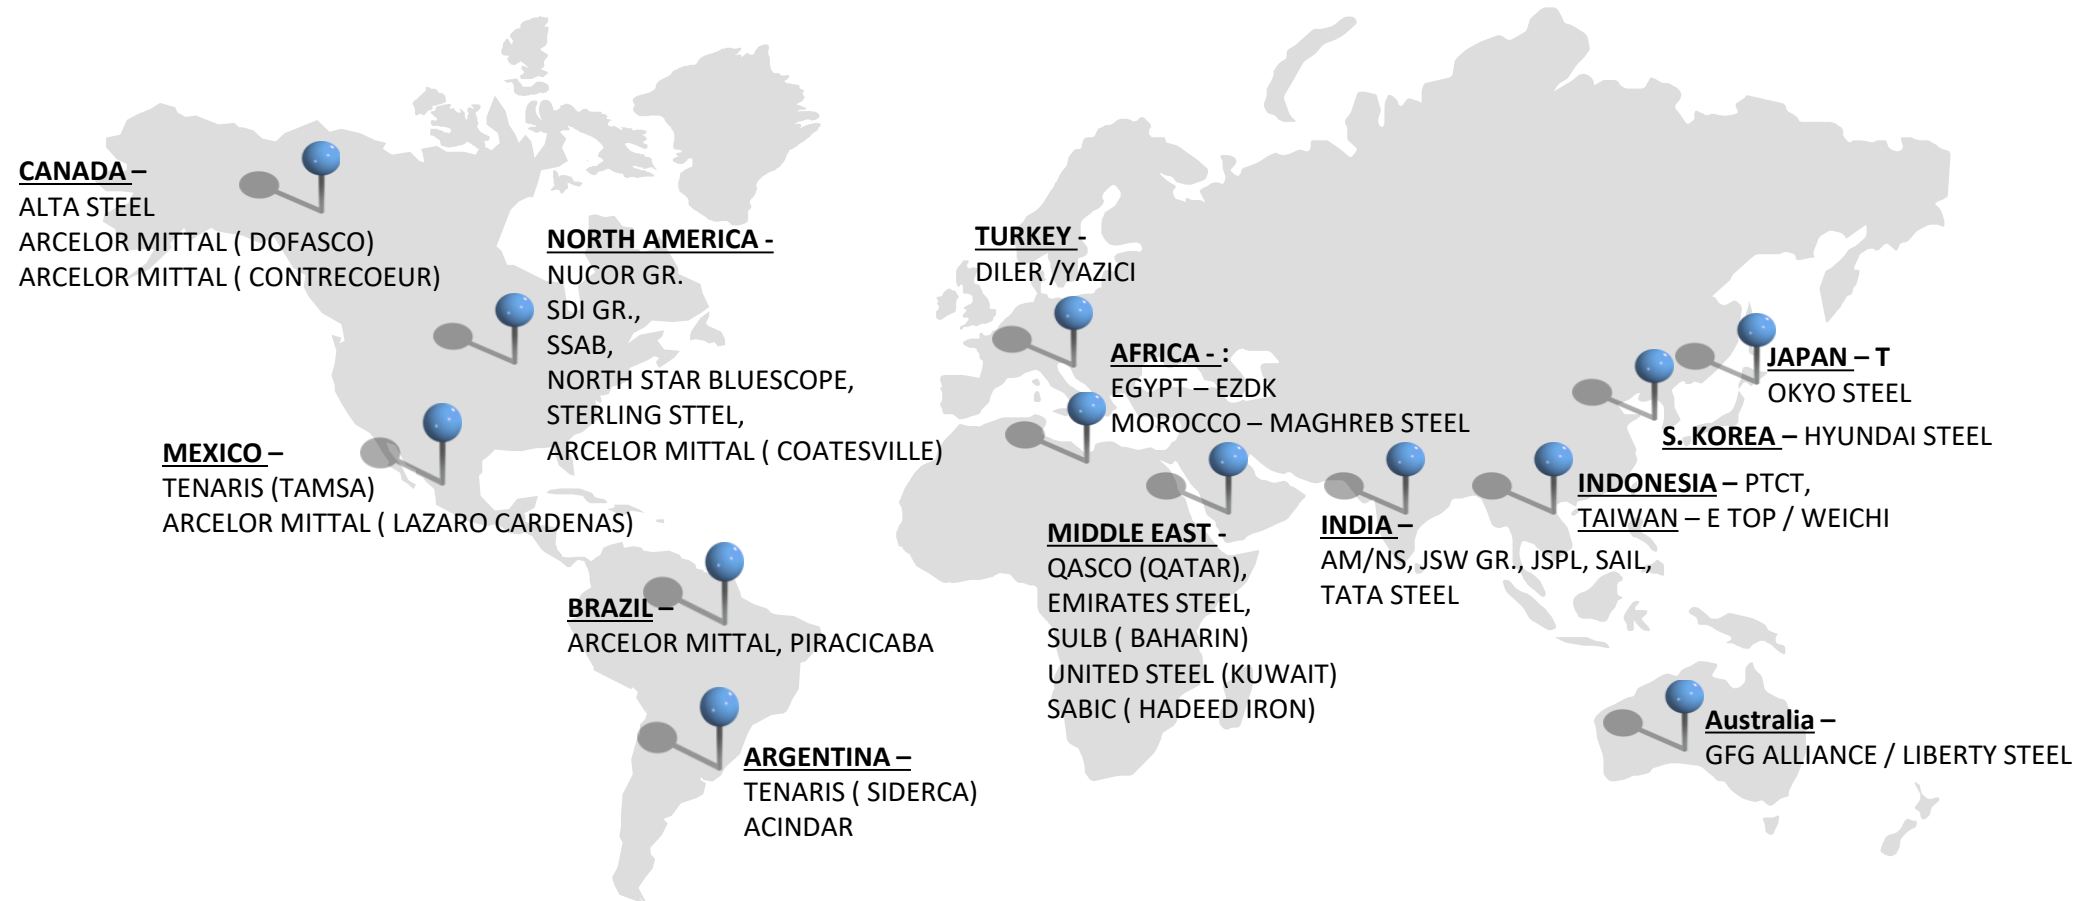 CANADA –
ALTA STEEL
ARCELOR MITTAL ( DOFASCO)
ARCELOR MITTAL ( CONTRECOEUR)
NORTH AMERICA -
NUCOR GR.
SDI GR.,
SSAB,
NORTH STAR BLUESCOPE,
STERLING STTEL,
ARCELOR MITTAL ( COATESVILLE)
MEXICO –
TENARIS (TAMSA)
ARCELOR MITTAL ( LAZARO CARDENAS)
BRAZIL –
ARCELOR MITTAL, PIRACICABA
ARGENTINA –
TENARIS ( SIDERCA)
ACINDAR
TURKEY -
DILER /YAZICI
AFRICA - :
EGYPT – EZDK
MOROCCO – MAGHREB STEEL
MIDDLE EAST -
QASCO (QATAR),
EMIRATES STEEL,
SULB ( BAHARIN)
UNITED STEEL (KUWAIT)
SABIC ( HADEED IRON)
INDIA –
AM/NS, JSW GR., JSPL, SAIL,
TATA STEEL
JAPAN – T
OKYO STEEL
S. KOREA – HYUNDAI STEEL
INDONESIA – PTCT,
TAIWAN – E TOP / WEICHI
Australia –
GFG ALLIANCE / LIBERTY STEEL